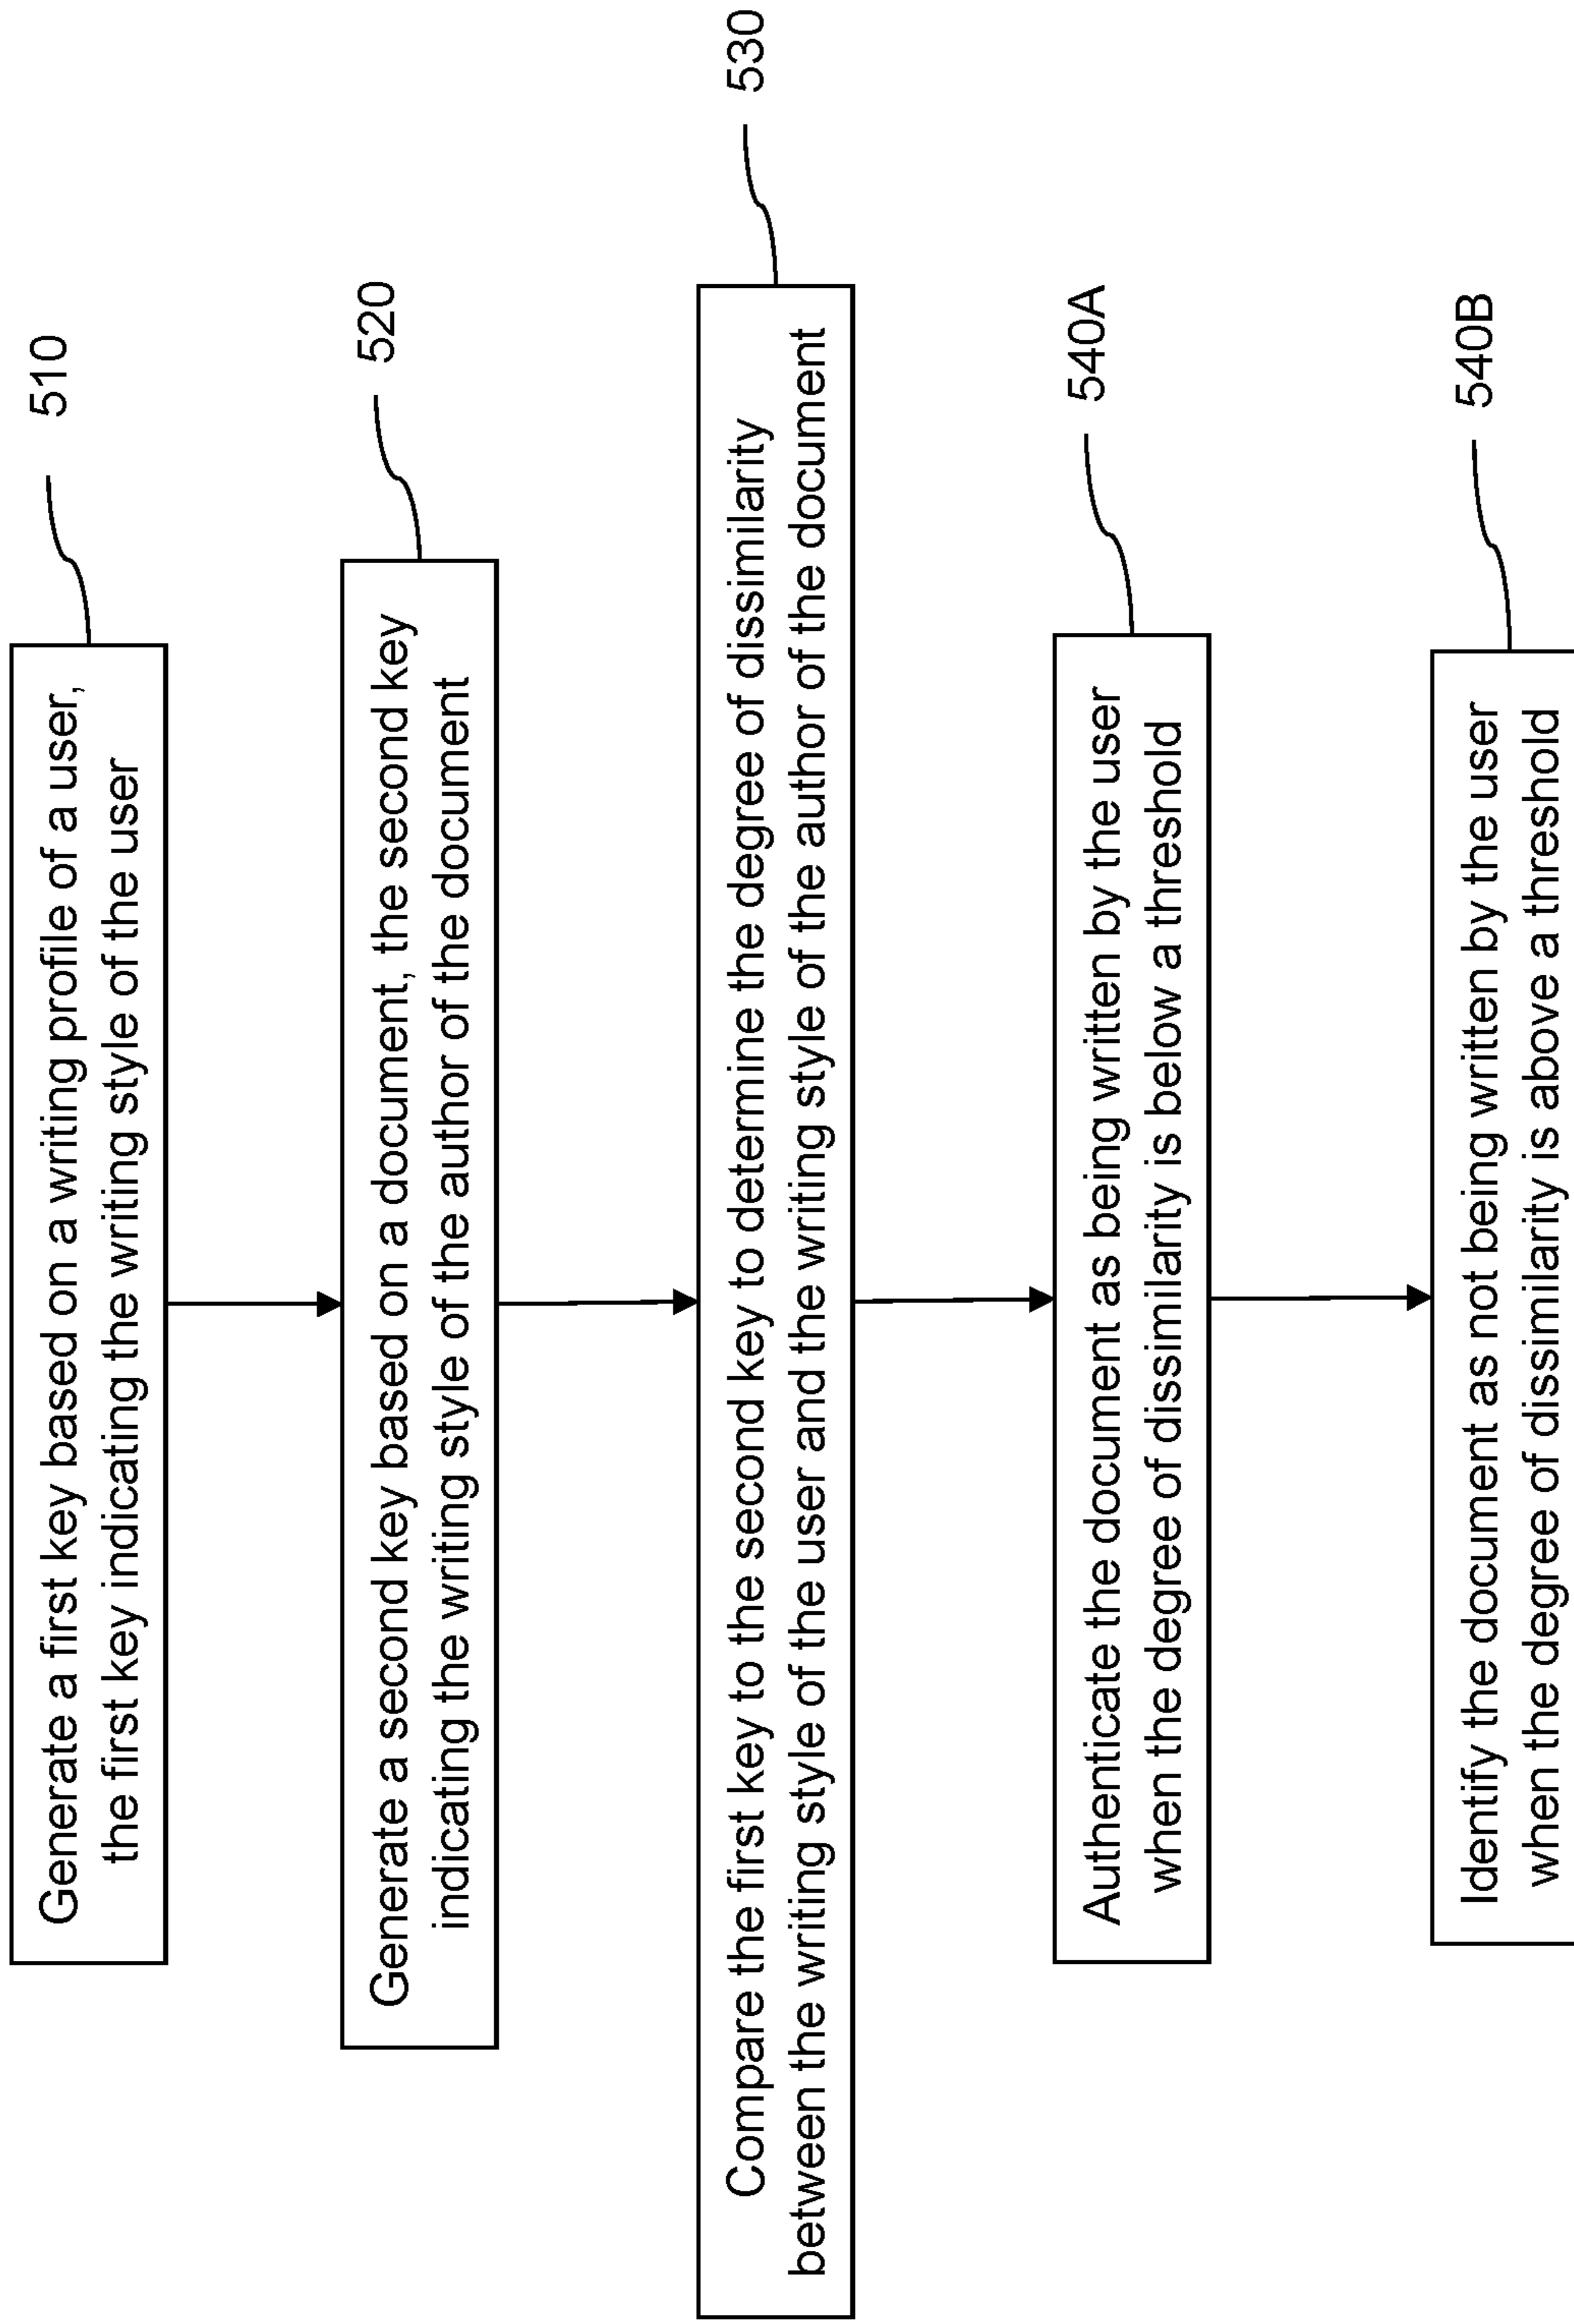 Generate a first key based on a writing profile of a user,
the first key indicating the writing style of the user
510
Generate a second key based on a document, the second key
indicating the writing style of the author of the document
520
Compare the first key to the second key to determine the degree of dissimilarity
between the writing style of the user and the writing style of the author of the document
530
Authenticate the document as being written by the user
when the degree of dissimilarity is below a threshold
540A
Identify the document as not being written by the user
when the degree of dissimilarity is above a threshold
540B